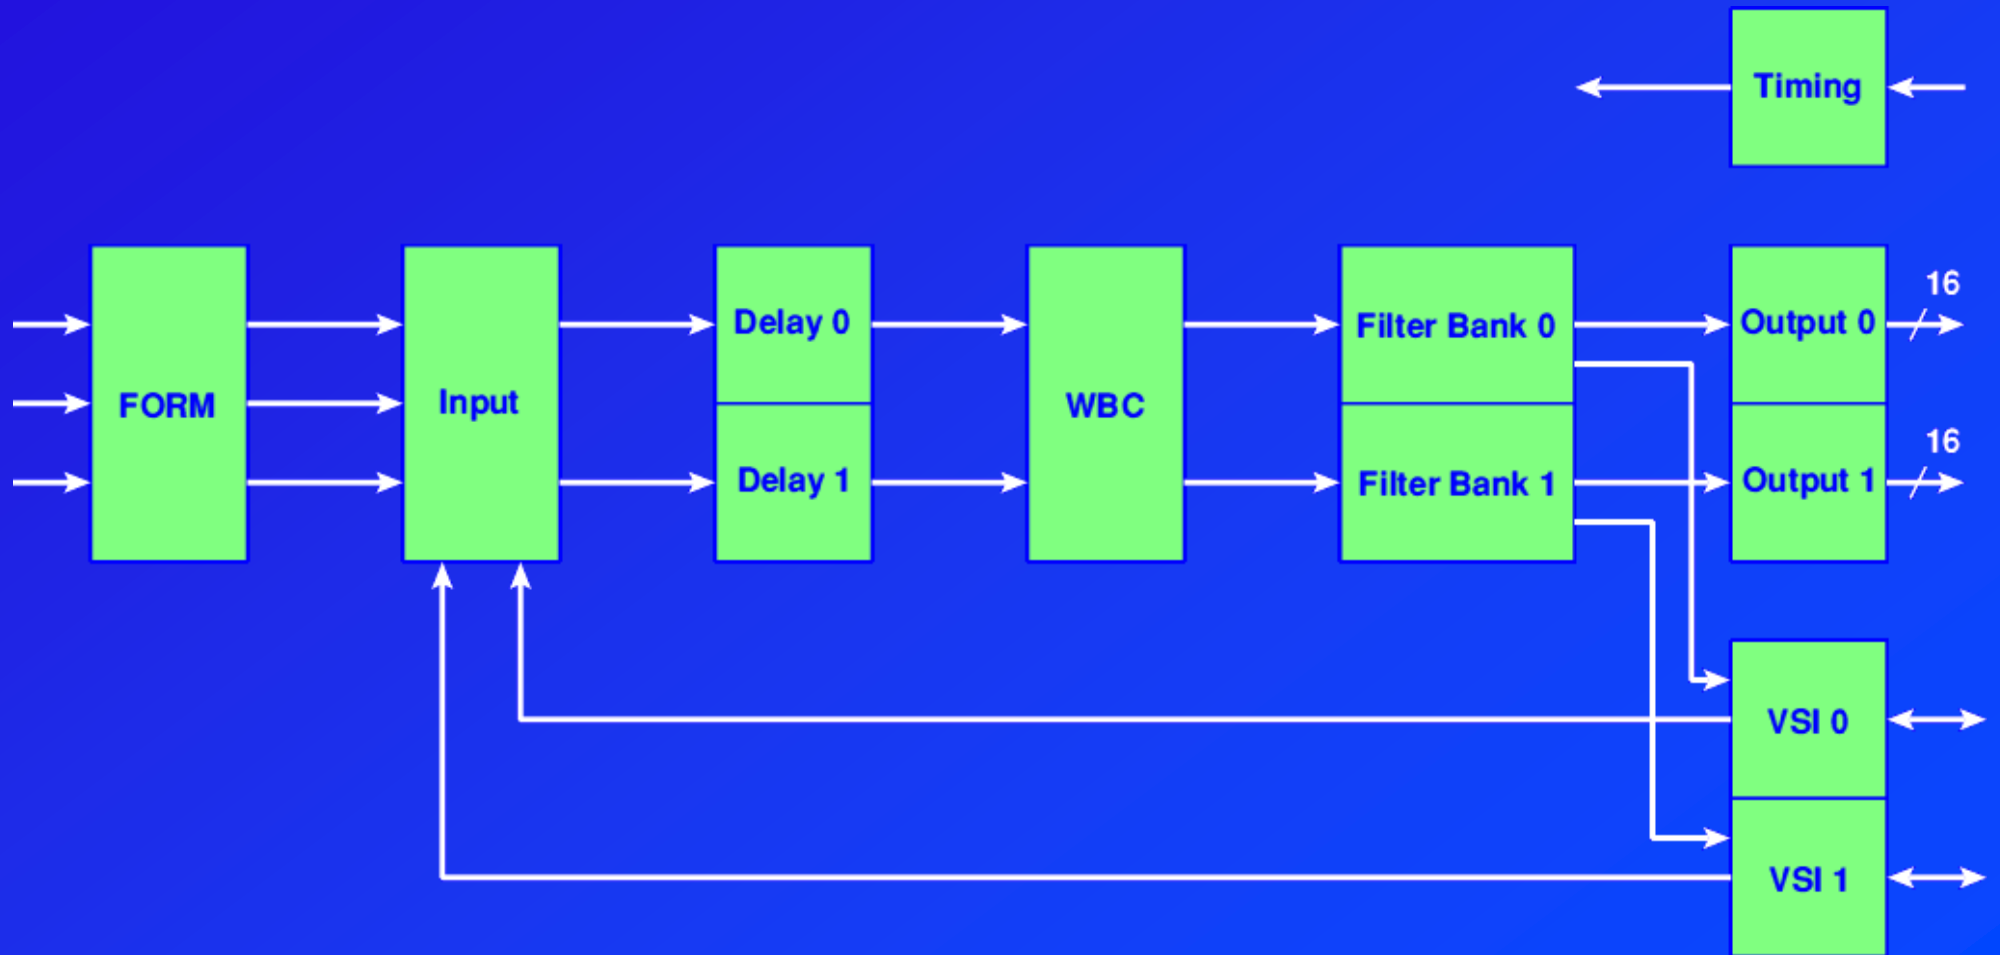 Timing
16
FORM
Input
Delay 0
Delay 1
WBC
Filter Bank 0
Filter Bank 1
Output 0
16
Output 1
VSI 0
VSI 1